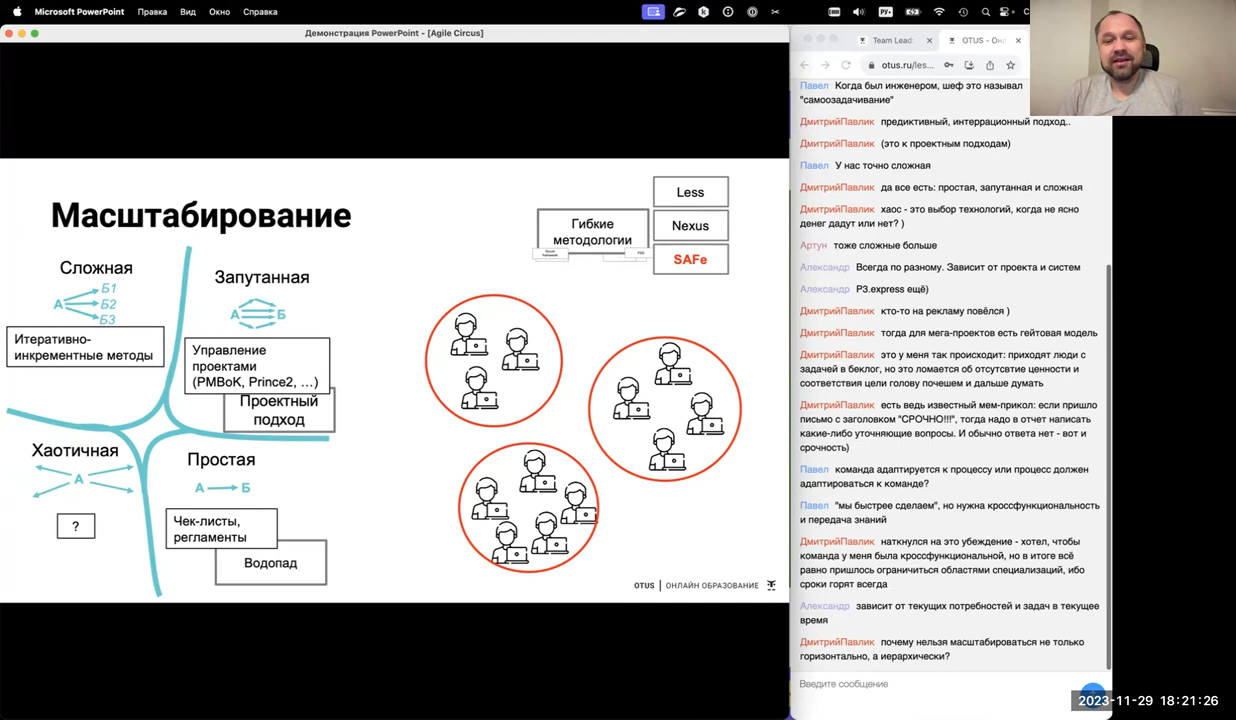 Microsoft PowerPoint Правка Вид Окно Справка
РУ
Демонстрация PowerPoint - [Agile Circus]
Масштабирование
Сложная
А
Б1
Б2
Б3
Итеративно-
инкрементные методы
Запутанная
А Б
Управление
проектами
(PMBoK, Prince2, …)
Проектный
подход
Хаотичная
А
?
Простая
А Б
Чек-листы,
регламенты
Водопад
Гибкие
методологии
Less
Nexus
SAFe
OTUS | ОНЛАЙН ОБРАЗОВАНИЕ
Team Lead:
OTUS - Онл
otus.ru/les...
Павел Когда был инженером, шеф это называл
"самоозадачивание"
ДмитрийПавлик предиктивный, интеррационный подход..
ДмитрийПавлик (это к проектным подходам)
Павел У нас точно сложная
ДмитрийПавлик да все есть: простая, запутанная и сложная
ДмитрийПавлик хаос - это выбор технологий, когда не ясно
денег дадут или нет? )
Артун тоже сложные больше
Александр Всегда по разному. Зависит от проекта и систем
Александр P3.express ещё)
ДмитрийПавлик кто-то на рекламу повёлся )
ДмитрийПавлик тогда для мега-проектов есть гейтовая модель
ДмитрийПавлик это у меня так происходит: приходят люди с
задачей в беклог, но это ломается об отсутсвтие ценности и
соответствия цели голову почешем и дальше думать
ДмитрийПавлик есть ведь известный мем-прикол: если пришло
письмо с заголовком "СРОЧНО!!!", тогда надо в отчет написать
какие-либо уточняющие вопросы. И обычно ответа нет - вот и
срочность)
Павел команда адаптируется к процессу или процесс должен
адаптироваться к команде?
Павел "мы быстрее сделаем", но нужна кроссфункциональность
и передача знаний
ДмитрийПавлик наткнулся на это убеждение - хотел, чтобы
команда у меня была кроссфункциональной, но в итоге всё
равно пришлось ограничиться областями специализаций, ибо
сроки горят всегда
Александр зависит от текущих потребностей и задач в текущее
время
ДмитрийПавлик почему нельзя масштабироваться не только
горизонтально, а иерархически?
Введите сообщение
2023-11-29 18:21:26